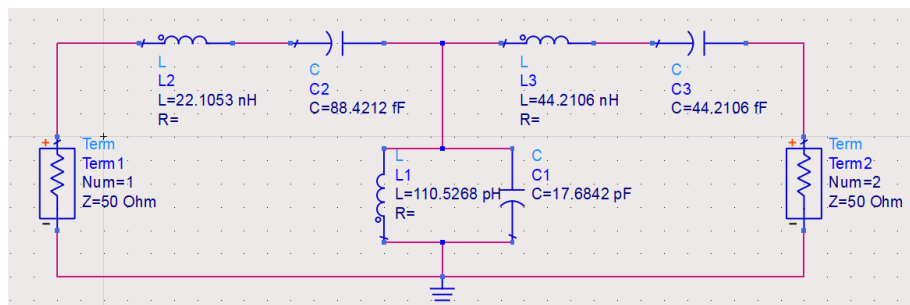 L
L2
L=22.1053 nH
R=
C
C2
C=88.4212 fF
L
L3
L=44.2106 nH
R=
C
C3
C=44.2106 fF
+
Term
Term1
Num=1
Z=50 Ohm
-
L
L1
L=110.5268 pH
R=
C
C1
C=17.6842 pF
+
Term
Term2
Num=2
Z=50 Ohm
-